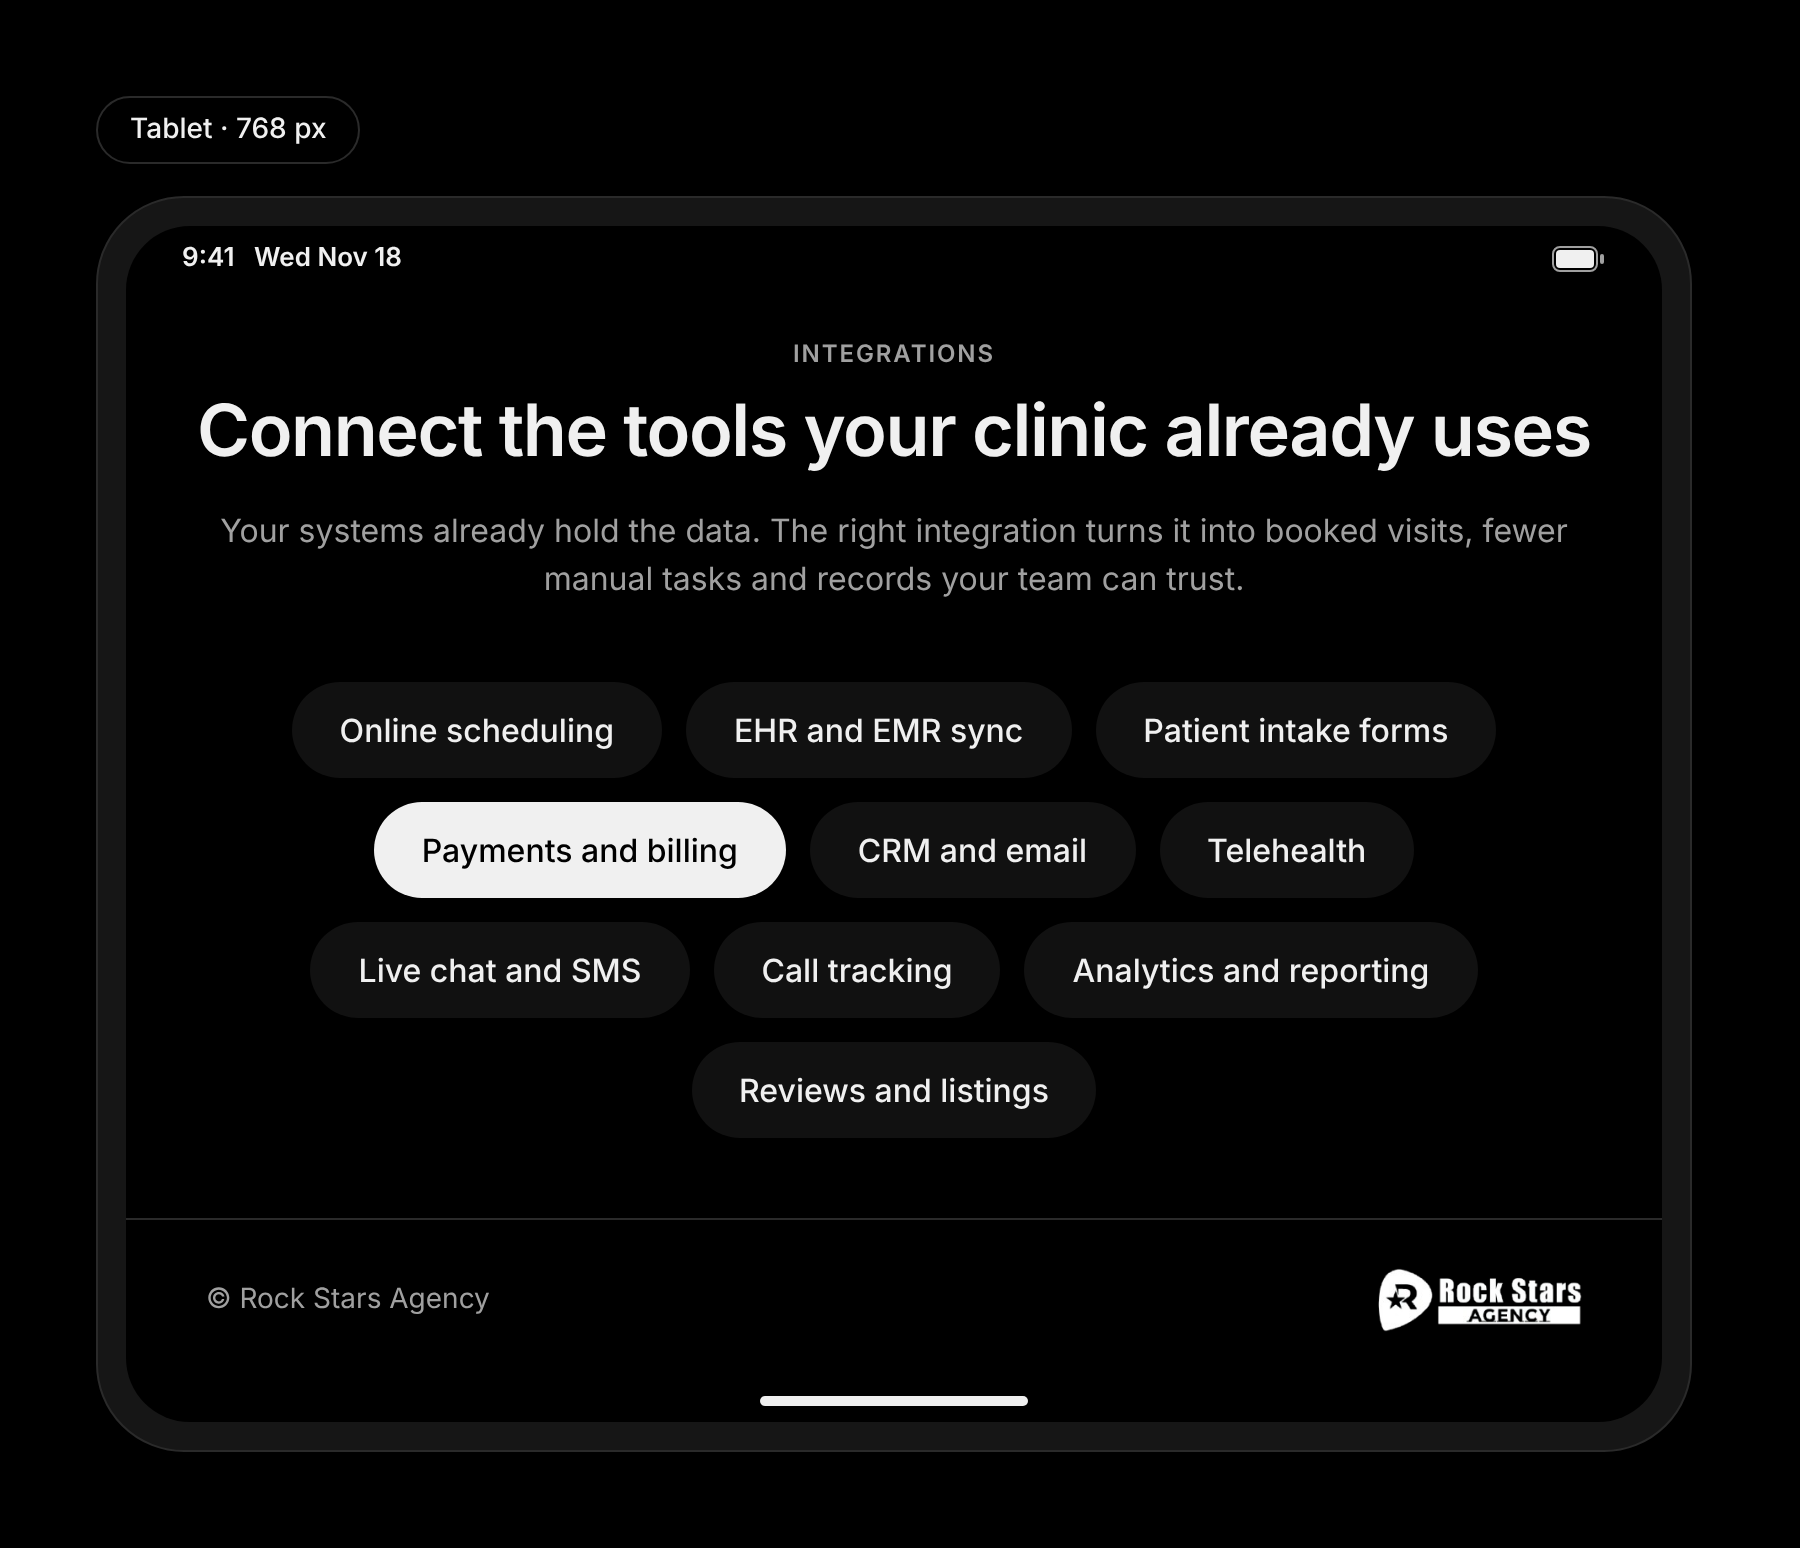 Tablet · 768 px
9:41 Wed Nov 18
INTEGRATIONS
Connect the tools your clinic already uses
Your systems already hold the data. The right integration turns it into booked visits, fewer
manual tasks and records your team can trust.
Online scheduling
EHR and EMR sync
Patient intake forms
Payments and billing
CRM and email
Telehealth
Live chat and SMS
Call tracking
Analytics and reporting
Reviews and listings
© Rock Stars Agency
R
Rock Stars
AGENCY